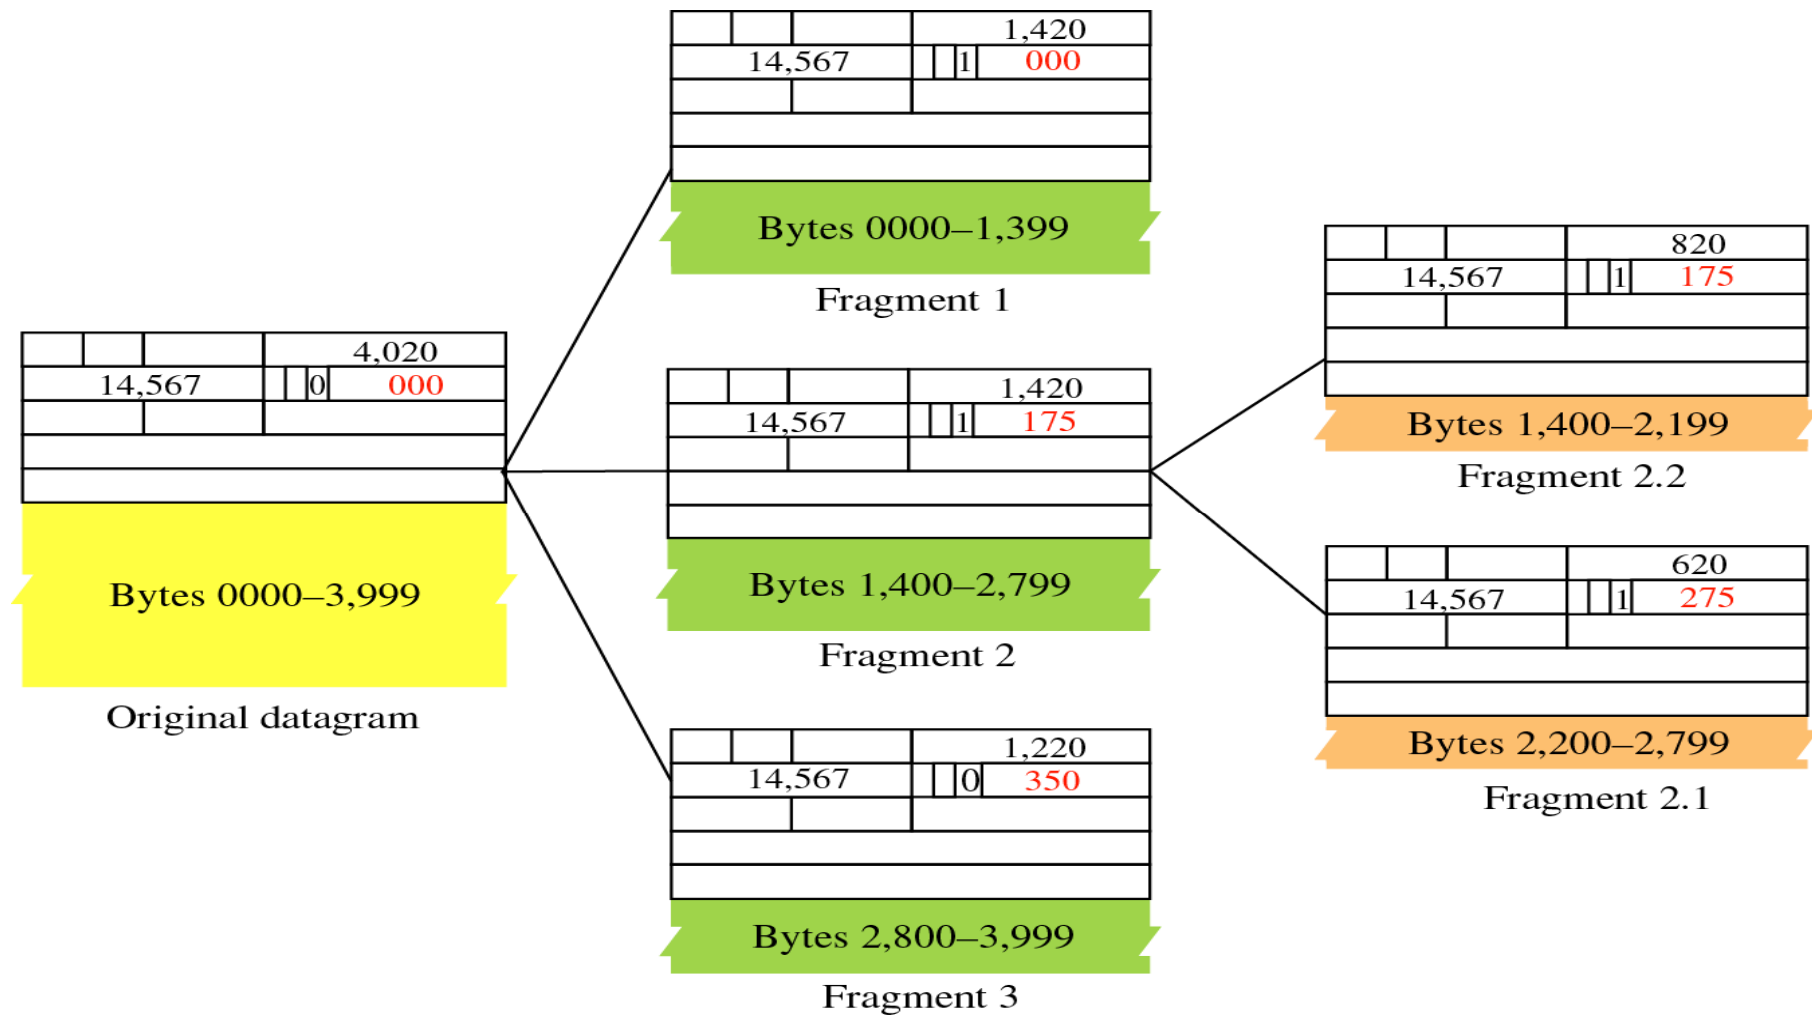 4,020
14,567 0 000
Bytes 0000–3,999
Original datagram
1,420
14,567 1 000
Bytes 0000–1,399
Fragment 1
1,420
14,567 1 175
Bytes 1,400–2,799
Fragment 2
1,220
14,567 0 350
Bytes 2,800–3,999
Fragment 3
820
14,567 1 175
Bytes 1,400–2,199
Fragment 2.2
620
14,567 1 275
Bytes 2,200–2,799
Fragment 2.1